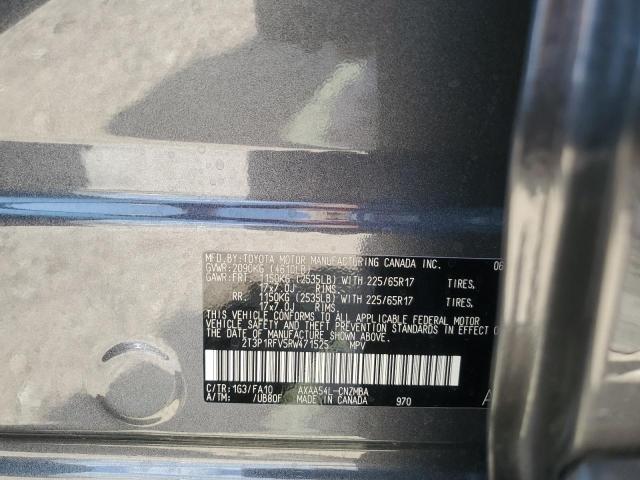 MFD.BY:TOYOTA MOTOR MANUFACTURING CANADA INC. 06
GVWR:2090KG (4610LB)
GAWR:FRT 1150KG (2535LB) WITH 225/65R17 TIRES,
17x7.0J RIMS
RR 1150KG (2535LB) WITH 225/65R17 TIRES,
17x7.0J RIMS
THIS VEHICLE CONFORMS TO ALL APPLICABLE FEDERAL MOTOR
VEHICLE SAFETY AND THEFT PREVENTION STANDARDS IN EFFECT
ON THE DATE OF MANUFACTURE SHOWN ABOVE.
2T3P1RFV5RW471525 MPV
C/TR:1G3/FA10 AXAA54L-CNZMBA
A/TM: /UB80F MADE IN CANADA 970 A